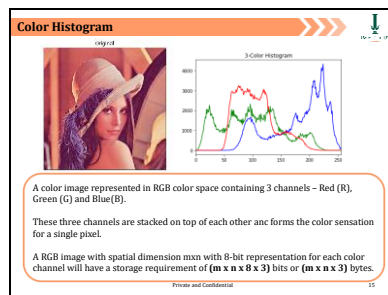 Color Histogram
Original
3-Color Histogram
4000
3000
2000
1000
0
0
50
100
150
200
250
A color image represented in RGB color space containing 3 channels – Red (R),
Green (G) and Blue(B).
These three channels are stacked on top of each other anc forms the color sensation
for a single pixel.
A RGB image with spatial dimension mxn with 8-bit representation for each color
channel will have a storage requirement of (m x n x 8 x 3) bits or (m x n x 3) bytes.
Private and Confidential
15